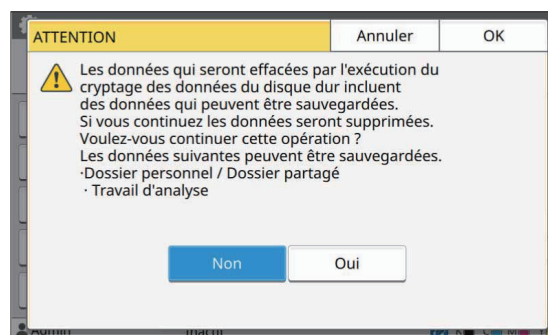 ATTENTION
Annuler
OK
Les données qui seront effacées par l'exécution du
cryptage des données du disque dur incluent
des données qui peuvent être sauvegardées.
Si vous continuez les données seront supprimées.
Voulez-vous continuer cette opération ?
Les données suivantes peuvent être sauvegardées.
·Dossier personnel / Dossier partagé
· Travail d'analyse
Non
Oui
Admin